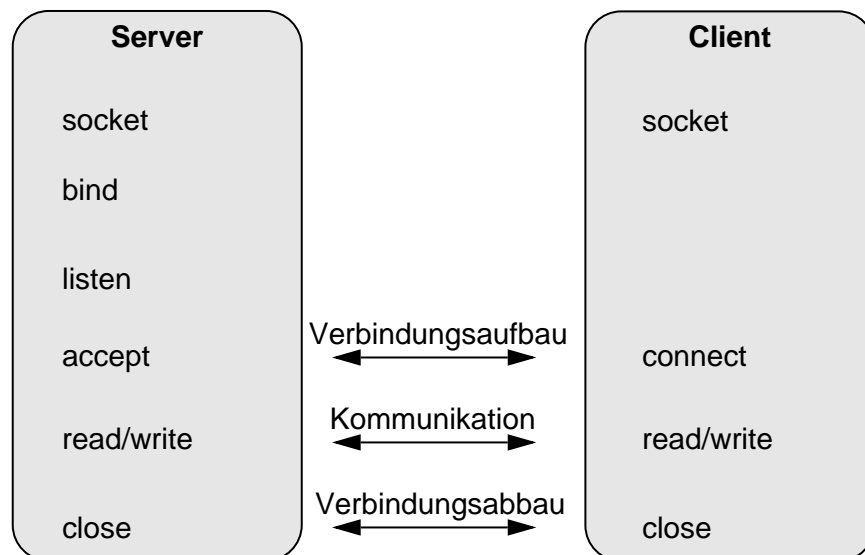 Server
Client
socket
socket
bind
listen
Verbindungsaufbau
accept
connect
Kommunikation
read/write
read/write
Verbindungsabbau
close
close